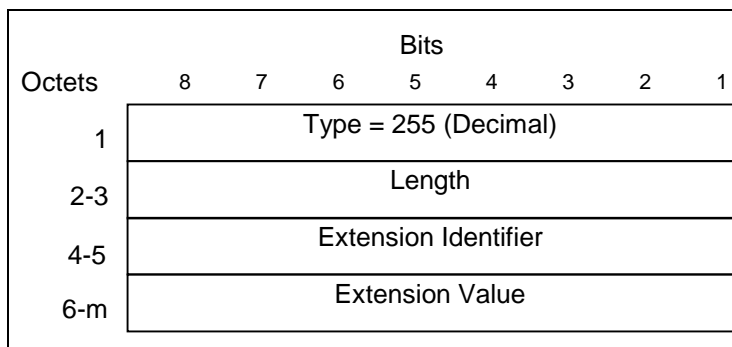 Bits
Octets 8 7 6 5 4 3 2 1
1 Type = 255 (Decimal)
2-3 Length
4-5 Extension Identifier
6-m Extension Value